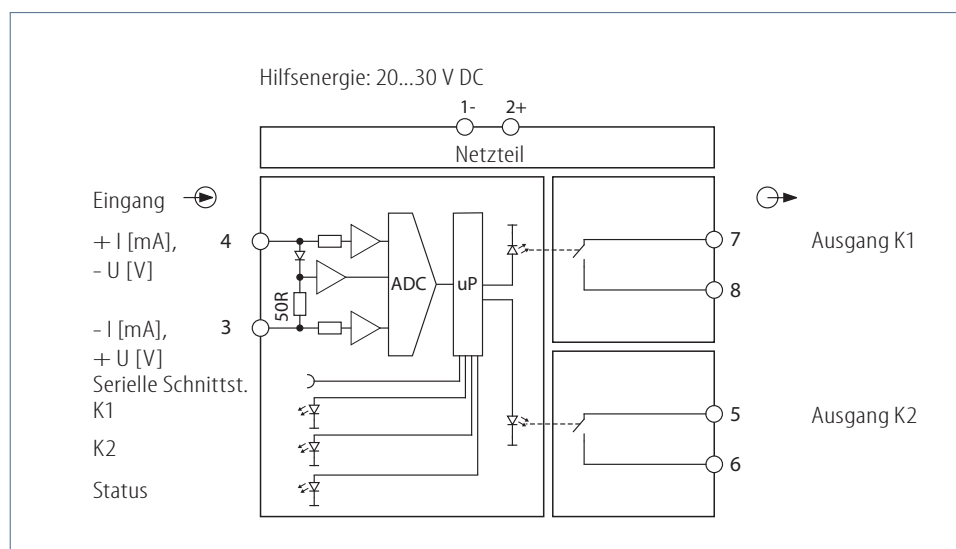 Hilfsenergie: 20...30 V DC
1- 2+
Netzteil
Eingang
+ I [mA], 4
- U [V]
50R
ADC
uP
- I [mA], 3
+ U [V]
Serielle Schnittst.
K1
K2
Status
7 Ausgang K1
8
5 Ausgang K2
6